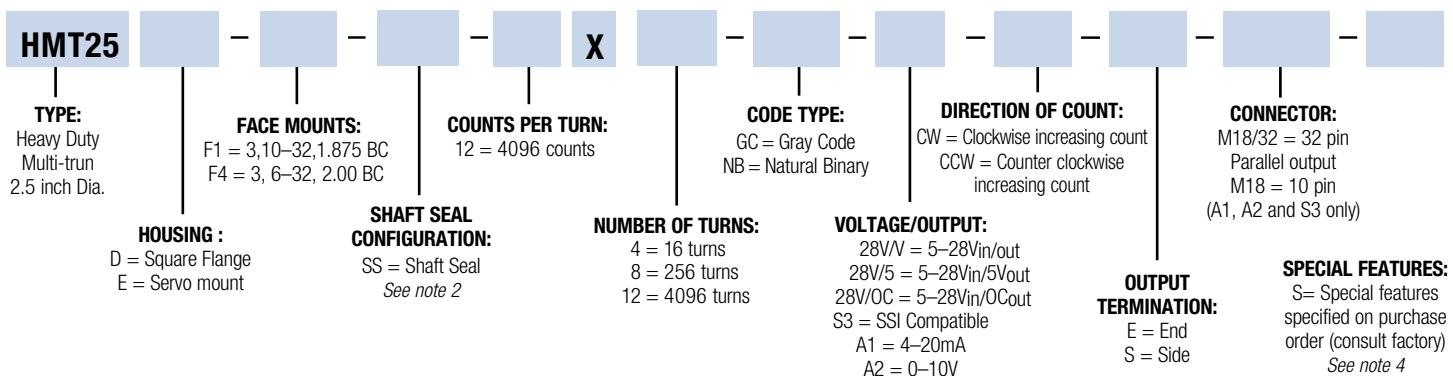 HMT25 – – – X – – – – – –
TYPE:
Heavy Duty
Multi-trun
2.5 inch Dia.
HOUSING :
D = Square Flange
E = Servo mount
FACE MOUNTS:
F1 = 3,10–32,1.875 BC
F4 = 3, 6–32, 2.00 BC
SHAFT SEAL
CONFIGURATION:
SS = Shaft Seal
See note 2
COUNTS PER TURN:
12 = 4096 counts
NUMBER OF TURNS:
4 = 16 turns
8 = 256 turns
12 = 4096 turns
CODE TYPE:
GC = Gray Code
NB = Natural Binary
VOLTAGE/OUTPUT:
28V/V = 5–28Vin/out
28V/5 = 5–28Vin/5Vout
28V/OC = 5–28Vin/OCout
S3 = SSI Compatible
A1 = 4–20mA
A2 = 0–10V
DIRECTION OF COUNT:
CW = Clockwise increasing count
CCW = Counter clockwise
increasing count
OUTPUT
TERMINATION:
E = End
S = Side
CONNECTOR:
M18/32 = 32 pin
Parallel output
M18 = 10 pin
(A1, A2 and S3 only)
SPECIAL FEATURES:
S= Special features
specified on purchase
order (consult factory)
See note 4